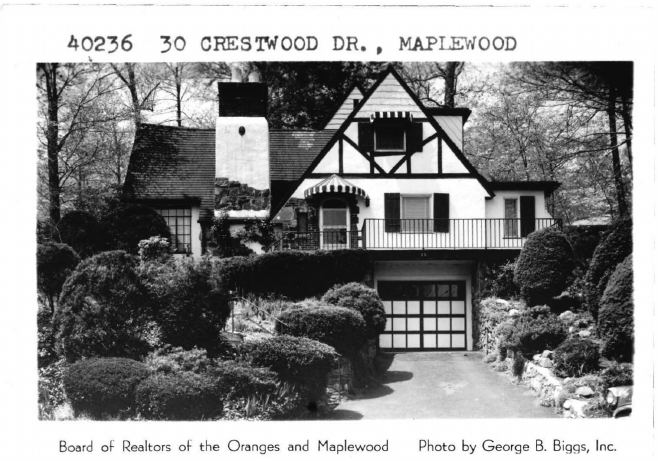 40236 30 CRESTWOOD DR., MAPLEWOOD
Board of Realtors of the Oranges and Maplewood Photo by George B. Biggs, Inc.